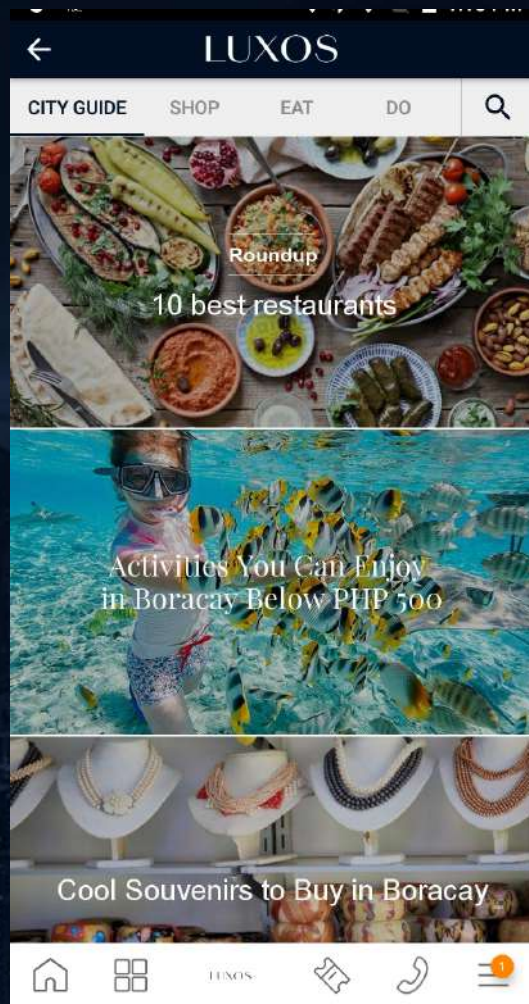 LUXOS
CITY GUIDE SHOP EAT DO
Roundup
10 best restaurants
Activities You Can Enjoy
in Boracay Below PHP 500
Cool Souvenirs to Buy in Boracay
LUXOS
1